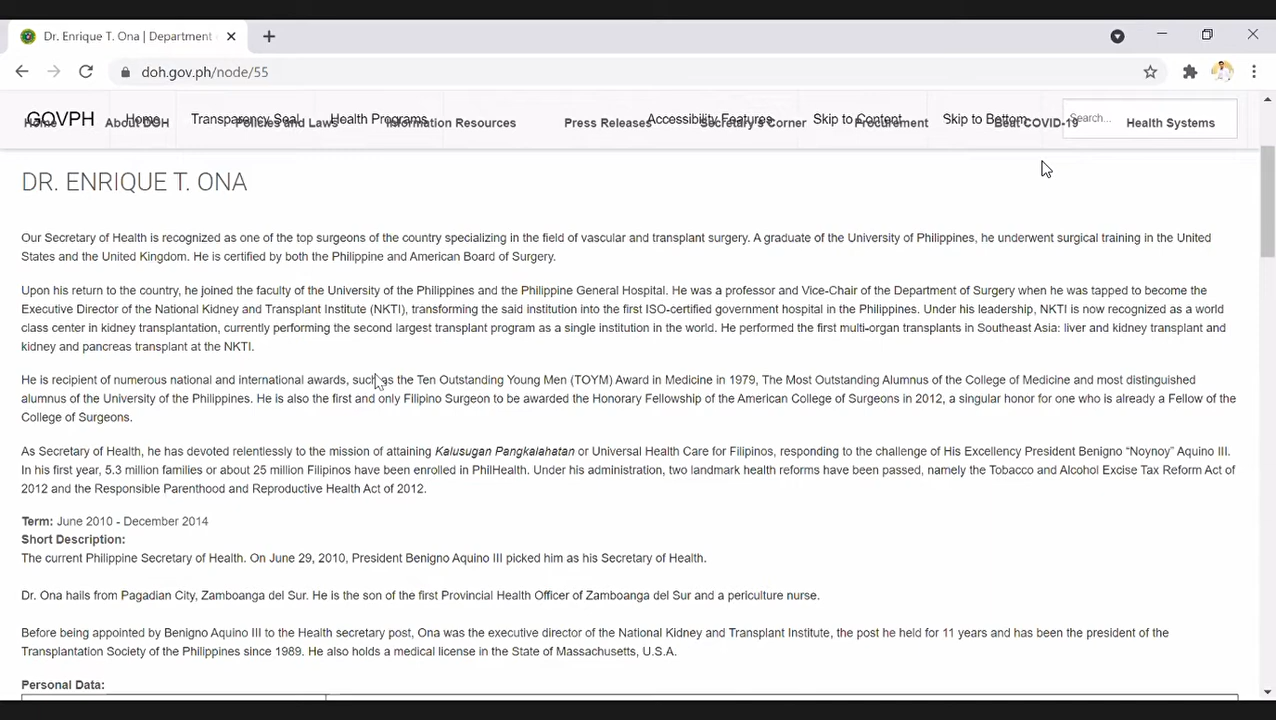 Dr. Enrique T. Ona | Department
doh.gov.ph/node/55
GOVPH Home Transparency Seal Health Programs Accessibility Features Skip to Content Skip to Bottom Search...
Home About DOH Policies and Laws Information Resources Press Releases Secretary's Corner Procurement Beat COVID-19 Health Systems
DR. ENRIQUE T. ONA
Our Secretary of Health is recognized as one of the top surgeons of the country specializing in the field of vascular and transplant surgery. A graduate of the University of Philippines, he underwent surgical training in the United
States and the United Kingdom. He is certified by both the Philippine and American Board of Surgery.
Upon his return to the country, he joined the faculty of the University of the Philippines and the Philippine General Hospital. He was a professor and Vice-Chair of the Department of Surgery when he was tapped to become the
Executive Director of the National Kidney and Transplant Institute (NKTI), transforming the said institution into the first ISO-certified government hospital in the Philippines. Under his leadership, NKTI is now recognized as a world
class center in kidney transplantation, currently performing the second largest transplant program as a single institution in the world. He performed the first multi-organ transplants in Southeast Asia: liver and kidney transplant and
kidney and pancreas transplant at the NKTI.
He is recipient of numerous national and international awards, such as the Ten Outstanding Young Men (TOYM) Award in Medicine in 1979, The Most Outstanding Alumnus of the College of Medicine and most distinguished
alumnus of the University of the Philippines. He is also the first and only Filipino Surgeon to be awarded the Honorary Fellowship of the American College of Surgeons in 2012, a singular honor for one who is already a Fellow of the
College of Surgeons.
As Secretary of Health, he has devoted relentlessly to the mission of attaining Kalusugan Pangkalahatan or Universal Health Care for Filipinos, responding to the challenge of His Excellency President Benigno “Noynoy” Aquino III.
In his first year, 5.3 million families or about 25 million Filipinos have been enrolled in PhilHealth. Under his administration, two landmark health reforms have been passed, namely the Tobacco and Alcohol Excise Tax Reform Act of
2012 and the Responsible Parenthood and Reproductive Health Act of 2012.
Term: June 2010 - December 2014
Short Description:
The current Philippine Secretary of Health. On June 29, 2010, President Benigno Aquino III picked him as his Secretary of Health.
Dr. Ona hails from Pagadian City, Zamboanga del Sur. He is the son of the first Provincial Health Officer of Zamboanga del Sur and a periculture nurse.
Before being appointed by Benigno Aquino III to the Health secretary post, Ona was the executive director of the National Kidney and Transplant Institute, the post he held for 11 years and has been the president of the
Transplantation Society of the Philippines since 1989. He also holds a medical license in the State of Massachusetts, U.S.A.
Personal Data: